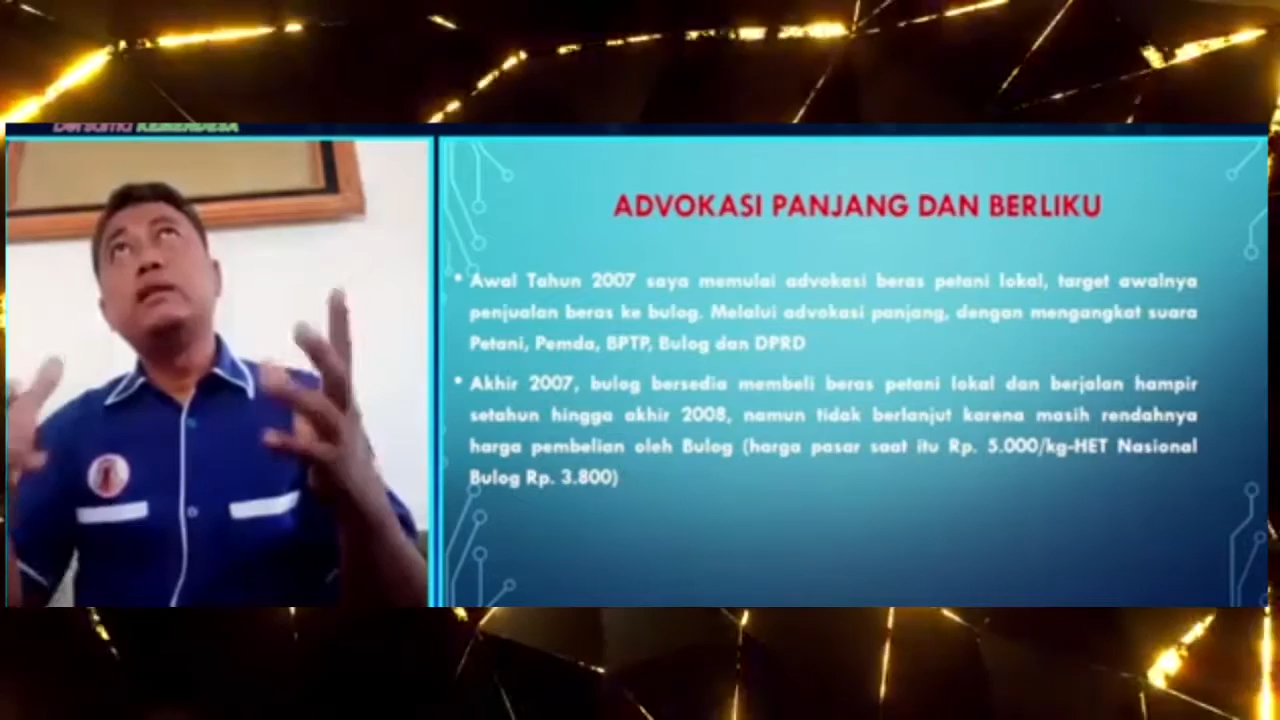 Bersama KEMENDESA
ADVOKASI PANJANG DAN BERLIKU
• Awal Tahun 2007 saya memulai advokasi beras petani lokal, target awalnya
penjualan beras ke bulog. Melalui advokasi panjang, dengan mengangkat suara
Petani, Pemda, BPTP, Bulog dan DPRD
• Akhir 2007, bulog bersedia membeli beras petani lokal dan berjalan hampir
setahun hingga akhir 2008, namun tidak berlanjut karena masih rendahnya
harga pembelian oleh Bulog (harga pasar saat itu Rp. 5.000/kg-HET Nasional
Bulog Rp. 3.800)